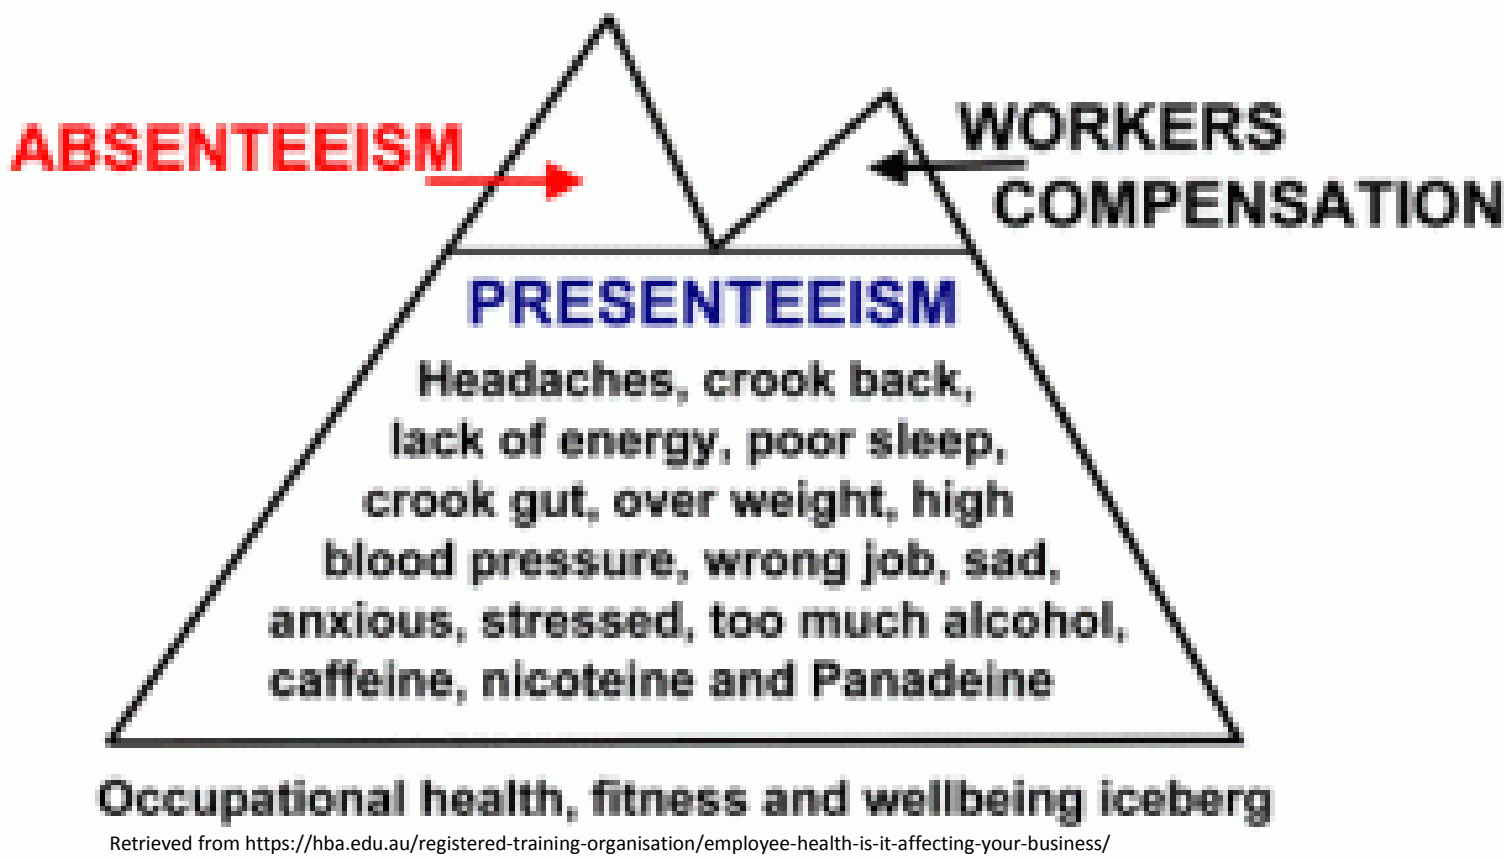 ABSENTEEISM
WORKERS
COMPENSATION
PRESENTEEISM
Headaches, crook back,
lack of energy, poor sleep,
crook gut, over weight, high
blood pressure, wrong job, sad,
anxious, stressed, too much alcohol,
caffeine, nicoteine and Panadeine
Occupational health, fitness and wellbeing iceberg
Retrieved from https://hba.edu.au/registered-training-organisation/employee-health-is-it-affecting-your-business/